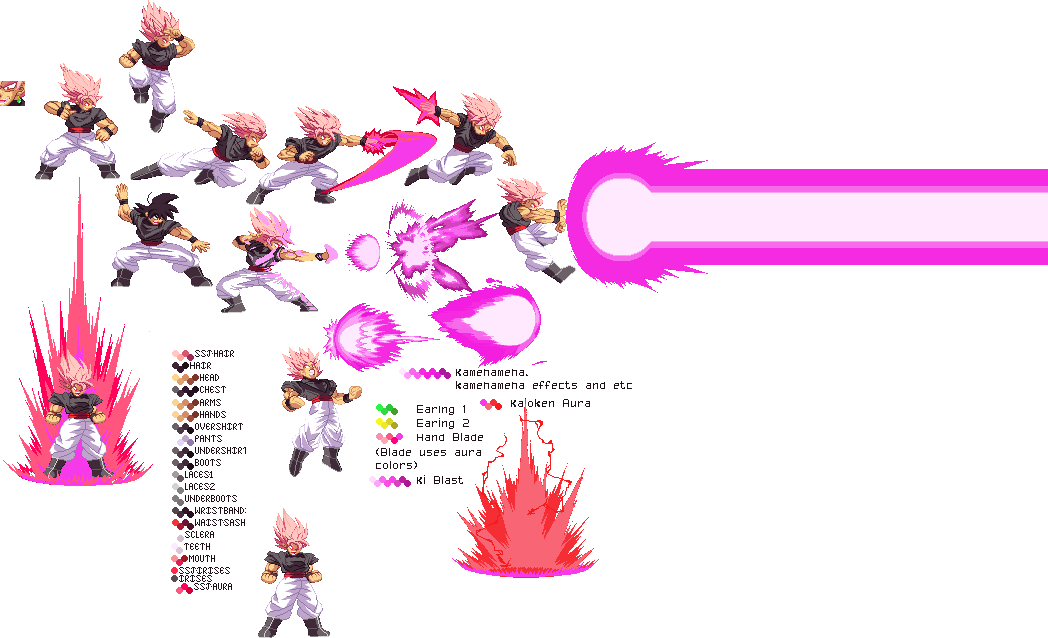 SSJHAIR
HAIR
HEAD
CHEST
ARMS
HANDS
OVERSHIRT
PANTS
UNDERSHIRT
BOOTS
LACES1
LACES2
UNDERBOOTS
WRISTBAND:
WAISTSASH
SCLERA
TEETH
MOUTH
SSJIRISES
IRISES
SSJAURA
Kamehameha.
kamehameha effects and etc
Earing 1
Earing 2
Hand Blade
(Blade uses aura
colors)
Ki Blast
Kaioken Aura